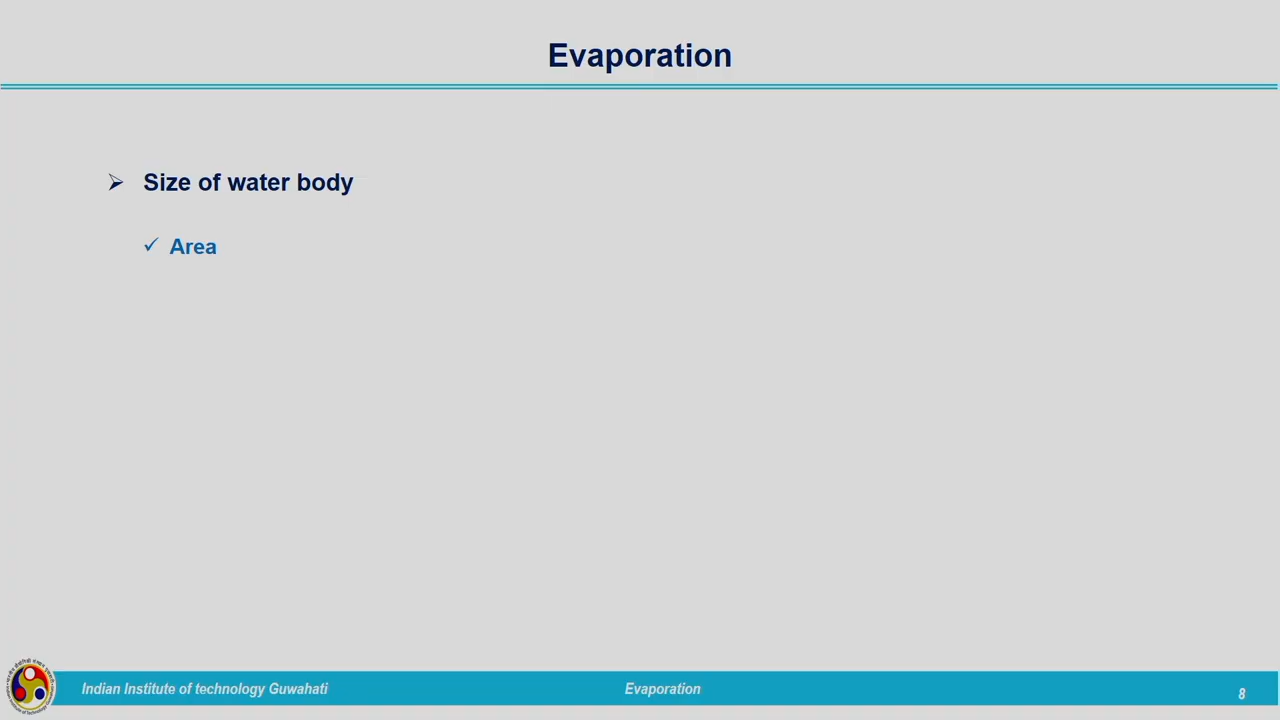 Evaporation
Size of water body
Area
Indian Institute of technology Guwahati
Evaporation
8